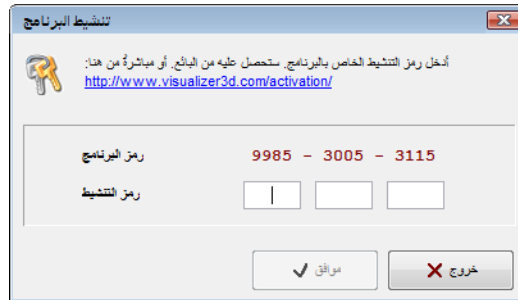 تنشيط البرنامج
أدخل رمز التنشيط الخاص بالبرنامج. ستحصل عليه من البائع. أو مباشرةً من هنا:
http://www.visualizer3d.com/activation/
رمز البرنامج 9985 - 3005 - 3115
رمز التنشيط
موافق خروج